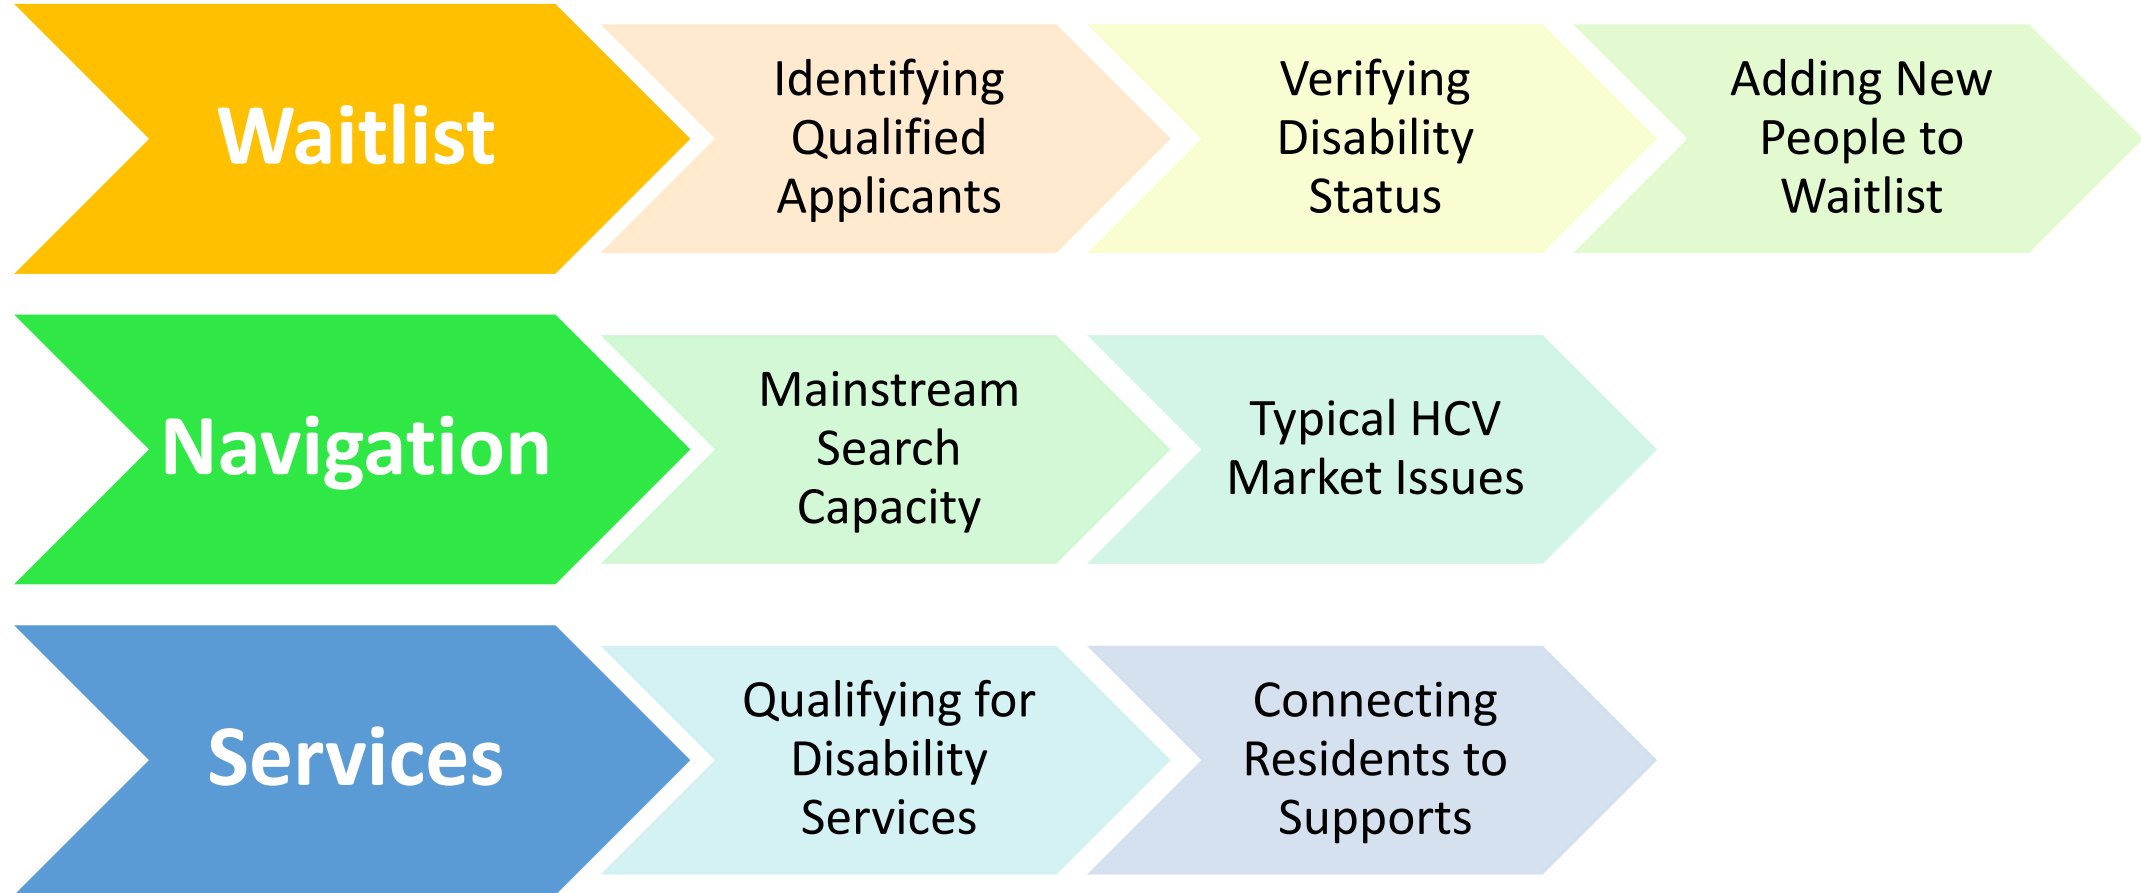 Waitlist
Identifying
Qualified
Applicants
Verifying
Disability
Status
Adding New
People to
Waitlist
Navigation
Mainstream
Search
Capacity
Typical HCV
Market Issues
Services
Qualifying for
Disability
Services
Connecting
Residents to
Supports